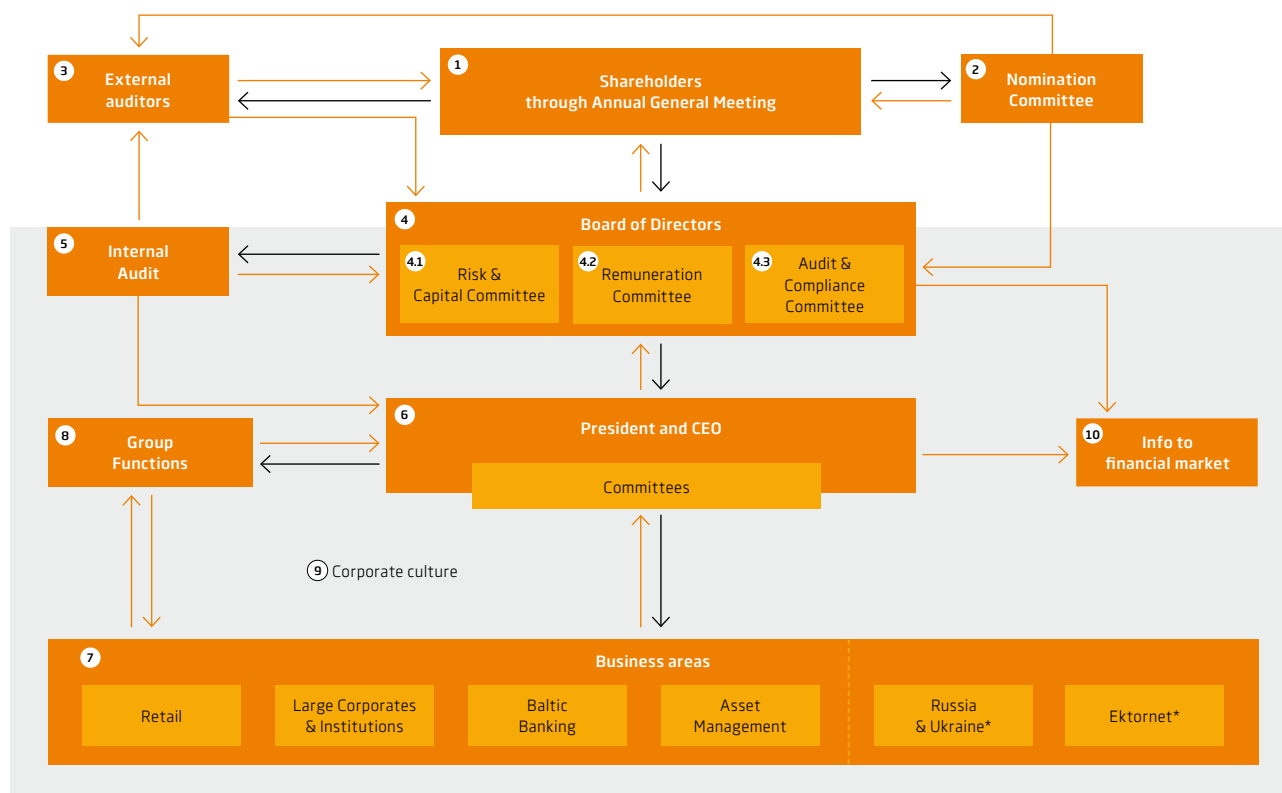 3
External
auditors
1
Shareholders
through Annual General Meeting
2
Nomination
Committee
5
Internal
Audit
4
Board of Directors
4.1
Risk &
Capital Committee
4.2
Remuneration
Committee
4.3
Audit &
Compliance
Committee
8
Group
Functions
6
President and CEO
Committees
10
Info to
financial market
9 Corporate culture
7
Business areas
Retail
Large Corporates
& Institutions
Baltic
Banking
Asset
Management
Russia
& Ukraine*
Ektornet*